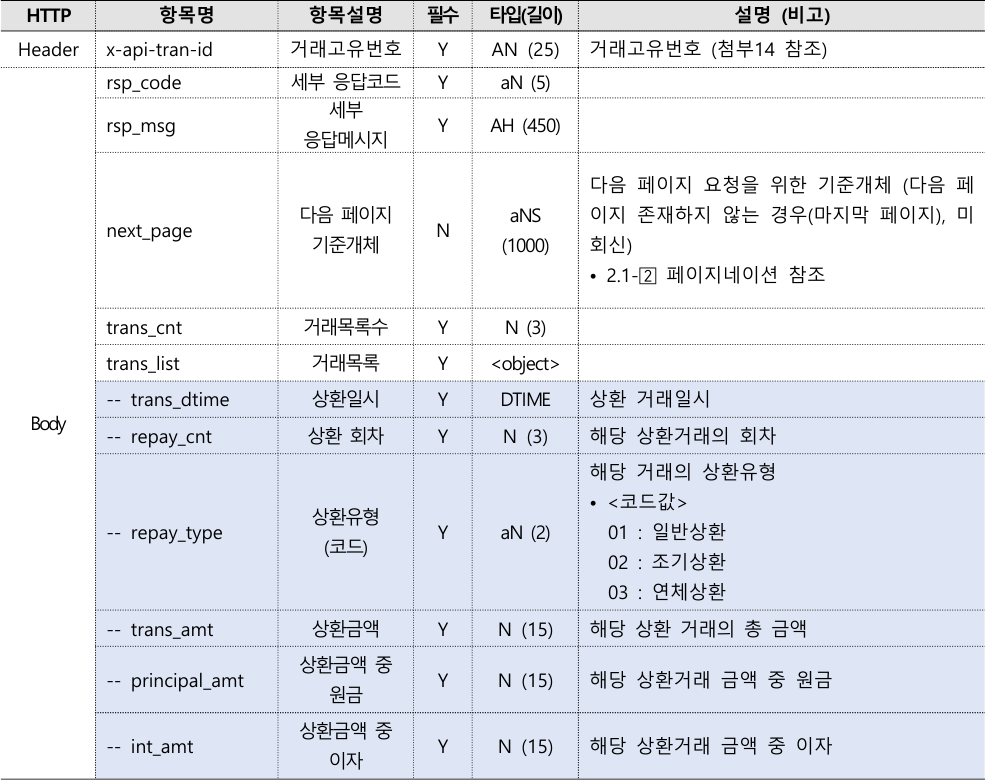 HTTP 항목명 항목설명 필수 타입(길이) 설명 (비고)
Header x-api-tran-id 거래고유번호 Y AN (25) 거래고유번호 (첨부14 참조)
Body
rsp_code 세부 응답코드 Y aN (5)
rsp_msg 세부
응답메시지 Y AH (450)
next_page 다음 페이지
기준개체 N aNS
(1000)
다음 페이지 요청을 위한 기준개체 (다음 페
이지 존재하지 않는 경우(마지막 페이지), 미
회신)
• 2.1-2 페이지네이션 참조
trans_cnt 거래목록수 Y N (3)
trans_list 거래목록 Y <object>
-- trans_dtime 상환일시 Y DTIME 상환 거래일시
-- repay_cnt 상환 회차 Y N (3) 해당 상환거래의 회차
-- repay_type 상환유형
(코드) Y aN (2)
해당 거래의 상환유형
• <코드값>
01 : 일반상환
02 : 조기상환
03 : 연체상환
-- trans_amt 상환금액 Y N (15) 해당 상환 거래의 총 금액
-- principal_amt 상환금액 중
원금 Y N (15) 해당 상환거래 금액 중 원금
-- int_amt 상환금액 중
이자 Y N (15) 해당 상환거래 금액 중 이자